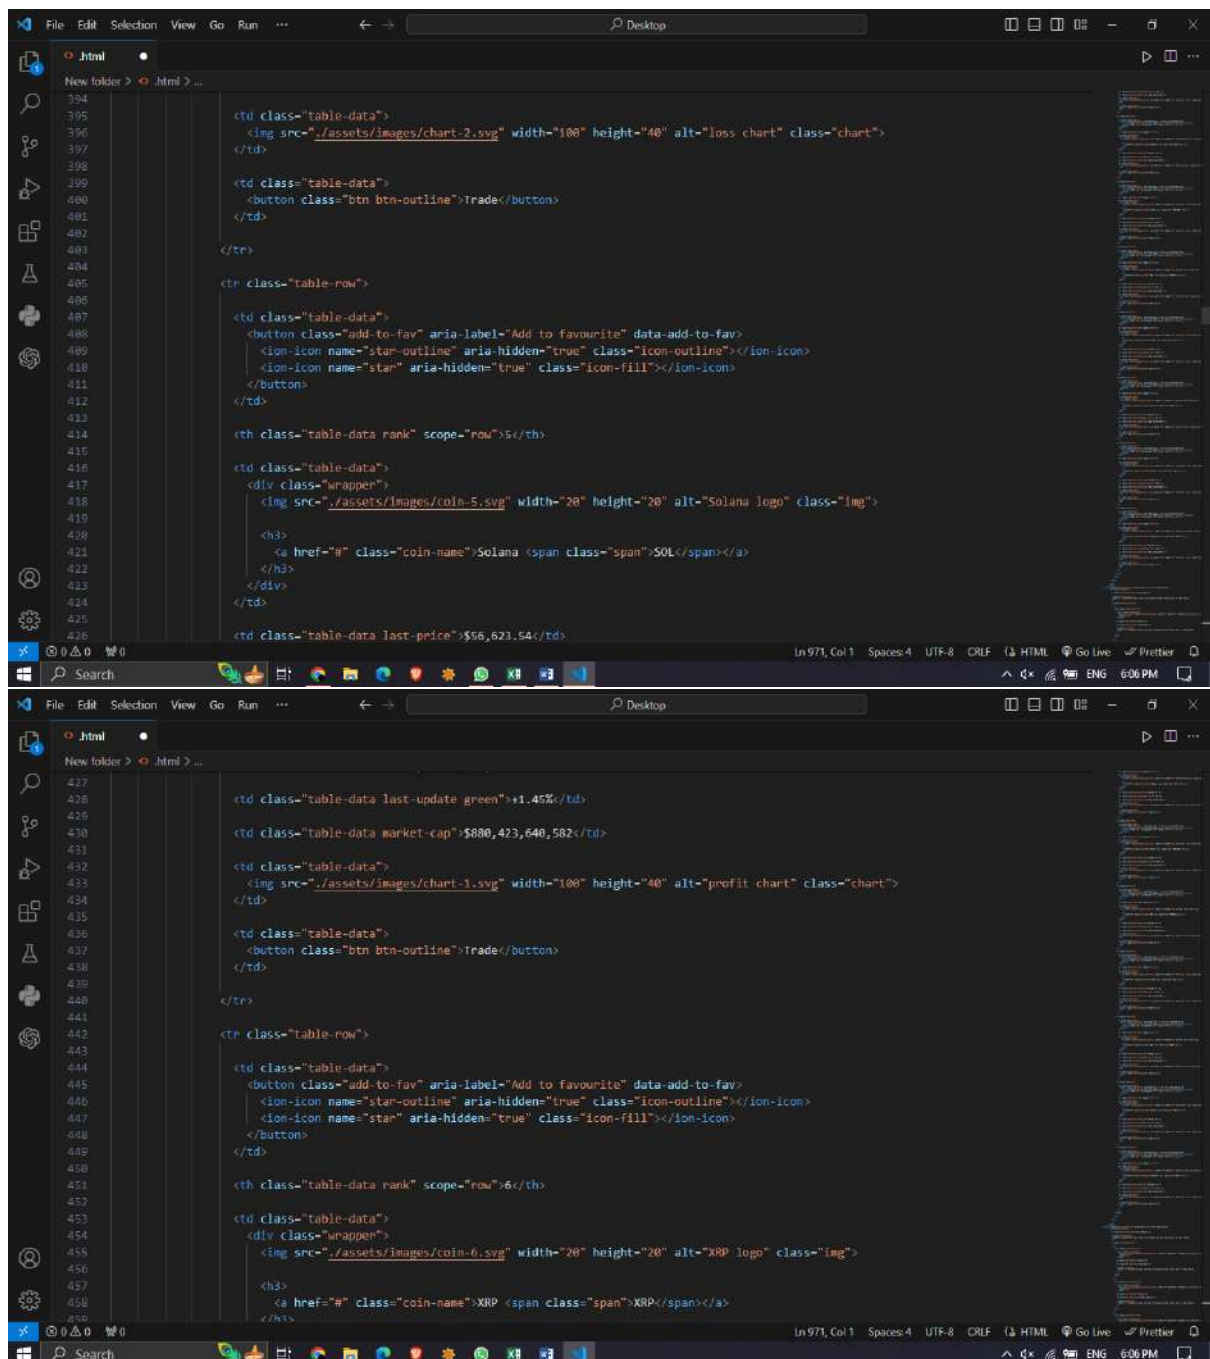 File Edit Selection View Go Run ··· Desktop
.html
New folder > .html > ...
394
395 <td class="table-data">
396 <img src="./assets/images/chart-2.svg" width="100" height="40" alt="loss chart" class="chart">
397 </td>
398
399 <td class="table-data">
400 <button class="btn btn-outline">Trade</button>
401 </td>
402
403 </tr>
404
405 <tr class="table-row">
406
407 <td class="table-data">
408 <button class="add-to-fav" aria-label="Add to favourite" data-add-to-fav>
409 <ion-icon name="star-outline" aria-hidden="true" class="icon-outline"></ion-icon>
410 <ion-icon name="star" aria-hidden="true" class="icon-fill"></ion-icon>
411 </button>
412 </td>
413
414 <th class="table-data rank" scope="row">5</th>
415
416 <td class="table-data">
417 <div class="wrapper">
418 <img src="./assets/images/coin-5.svg" width="20" height="20" alt="Solana logo" class="img">
419
420 <h3>
421 <a href="#" class="coin-name">Solana <span class="span">SOL</span></a>
422 </h3>
423 </div>
424 </td>
425
426 <td class="table-data last-price">$56,623.54</td>
0 0 0 Ln 971, Col 1 Spaces: 4 UTF-8 CRLF HTML Go Live Prettier
Search ENG 6:06 PM
File Edit Selection View Go Run ··· Desktop
.html
New folder > .html > ...
427
428 <td class="table-data last-update green">+1.45%</td>
429
430 <td class="table-data market-cap">$880,423,640,582</td>
431
432 <td class="table-data">
433 <img src="./assets/images/chart-1.svg" width="100" height="40" alt="profit chart" class="chart">
434 </td>
435
436 <td class="table-data">
437 <button class="btn btn-outline">Trade</button>
438 </td>
439
440 </tr>
441
442 <tr class="table-row">
443
444 <td class="table-data">
445 <button class="add-to-fav" aria-label="Add to favourite" data-add-to-fav>
446 <ion-icon name="star-outline" aria-hidden="true" class="icon-outline"></ion-icon>
447 <ion-icon name="star" aria-hidden="true" class="icon-fill"></ion-icon>
448 </button>
449 </td>
450
451 <th class="table-data rank" scope="row">6</th>
452
453 <td class="table-data">
454 <div class="wrapper">
455 <img src="./assets/images/coin-6.svg" width="20" height="20" alt="XRP logo" class="img">
456
457 <h3>
458 <a href="#" class="coin-name">XRP <span class="span">XRP</span></a>
459 </h3>
0 0 0 Ln 971, Col 1 Spaces: 4 UTF-8 CRLF HTML Go Live Prettier
Search ENG 6:06 PM